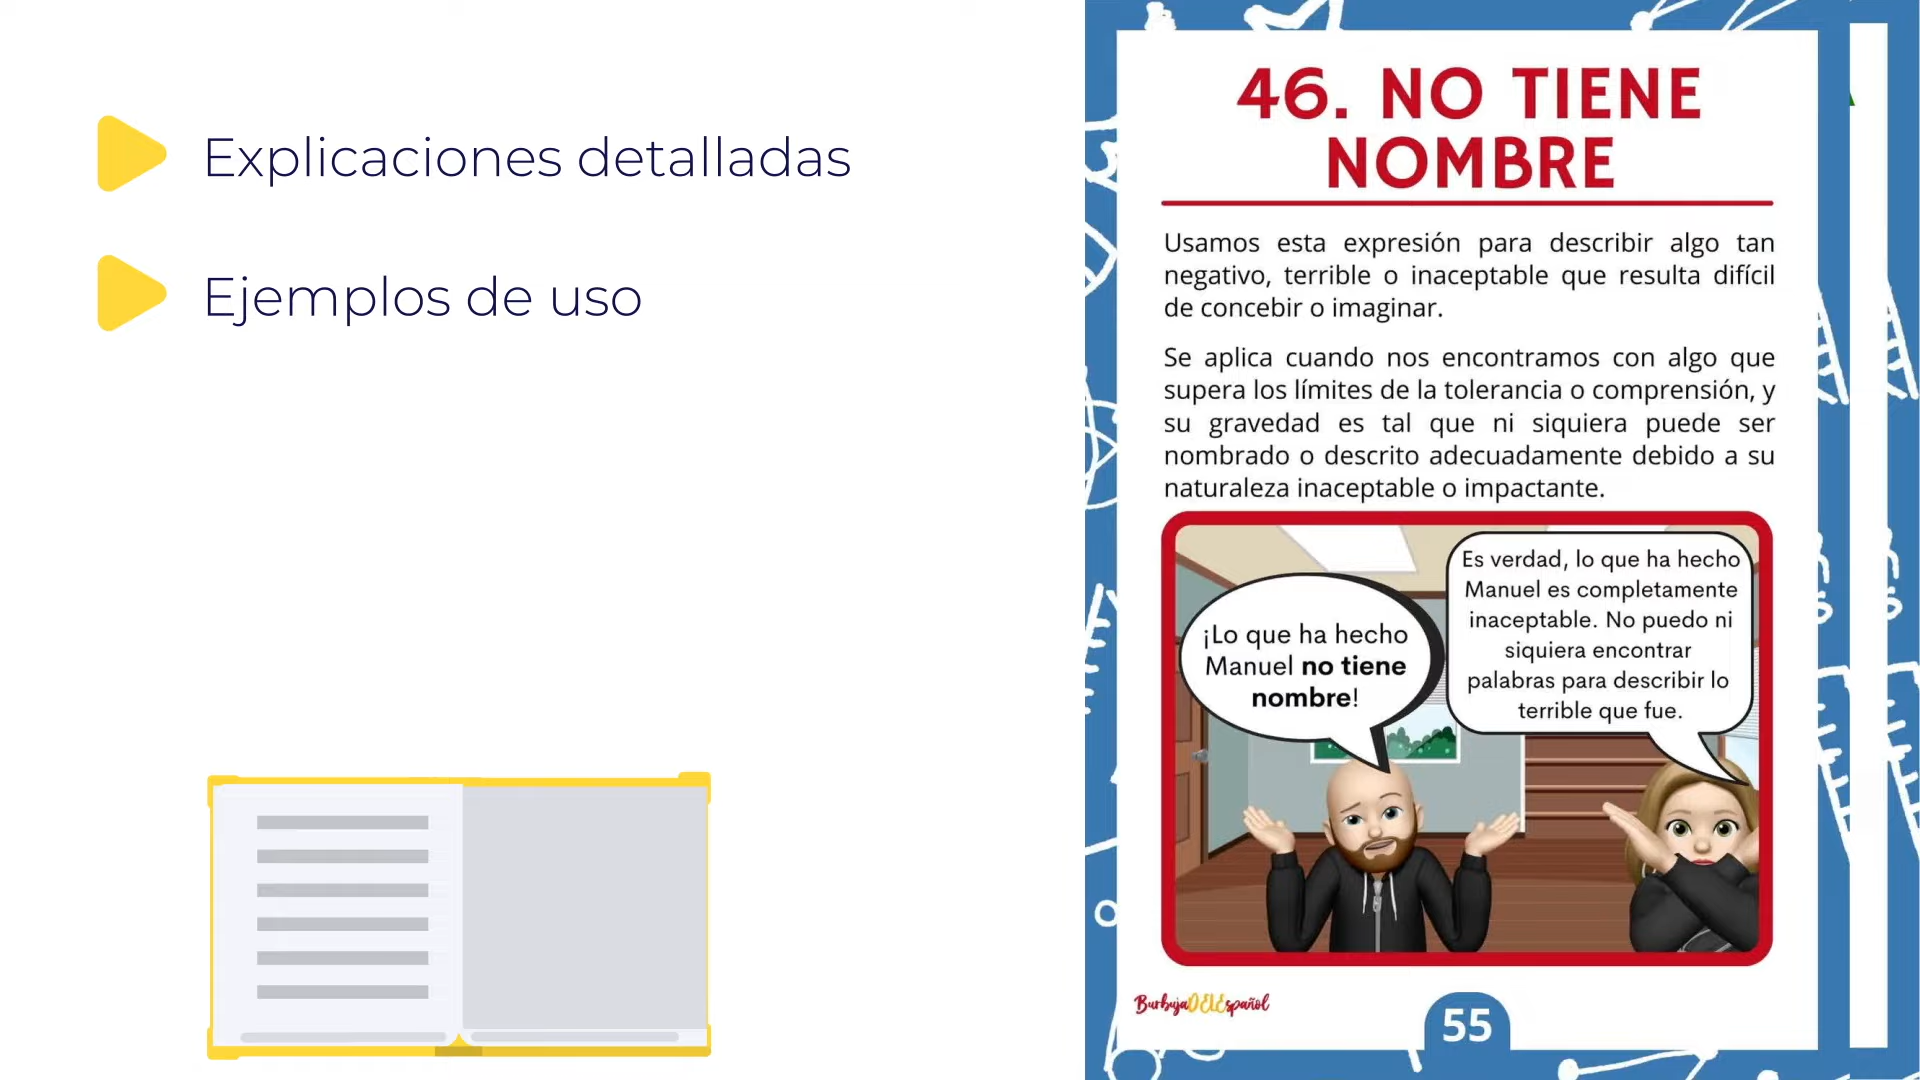 Explicaciones detalladas
Ejemplos de uso
46. NO TIENE
NOMBRE
Usamos esta expresión para describir algo tan
negativo, terrible o inaceptable que resulta difícil
de concebir o imaginar.
Se aplica cuando nos encontramos con algo que
supera los límites de la tolerancia o comprensión, y
su gravedad es tal que ni siquiera puede ser
nombrado o descrito adecuadamente debido a su
naturaleza inaceptable o impactante.
¡Lo que ha hecho
Manuel no tiene
nombre!
Es verdad, lo que ha hecho
Manuel es completamente
inaceptable. No puedo ni
siquiera encontrar
palabras para describir lo
terrible que fue.
BurbujaDELEspañol
55